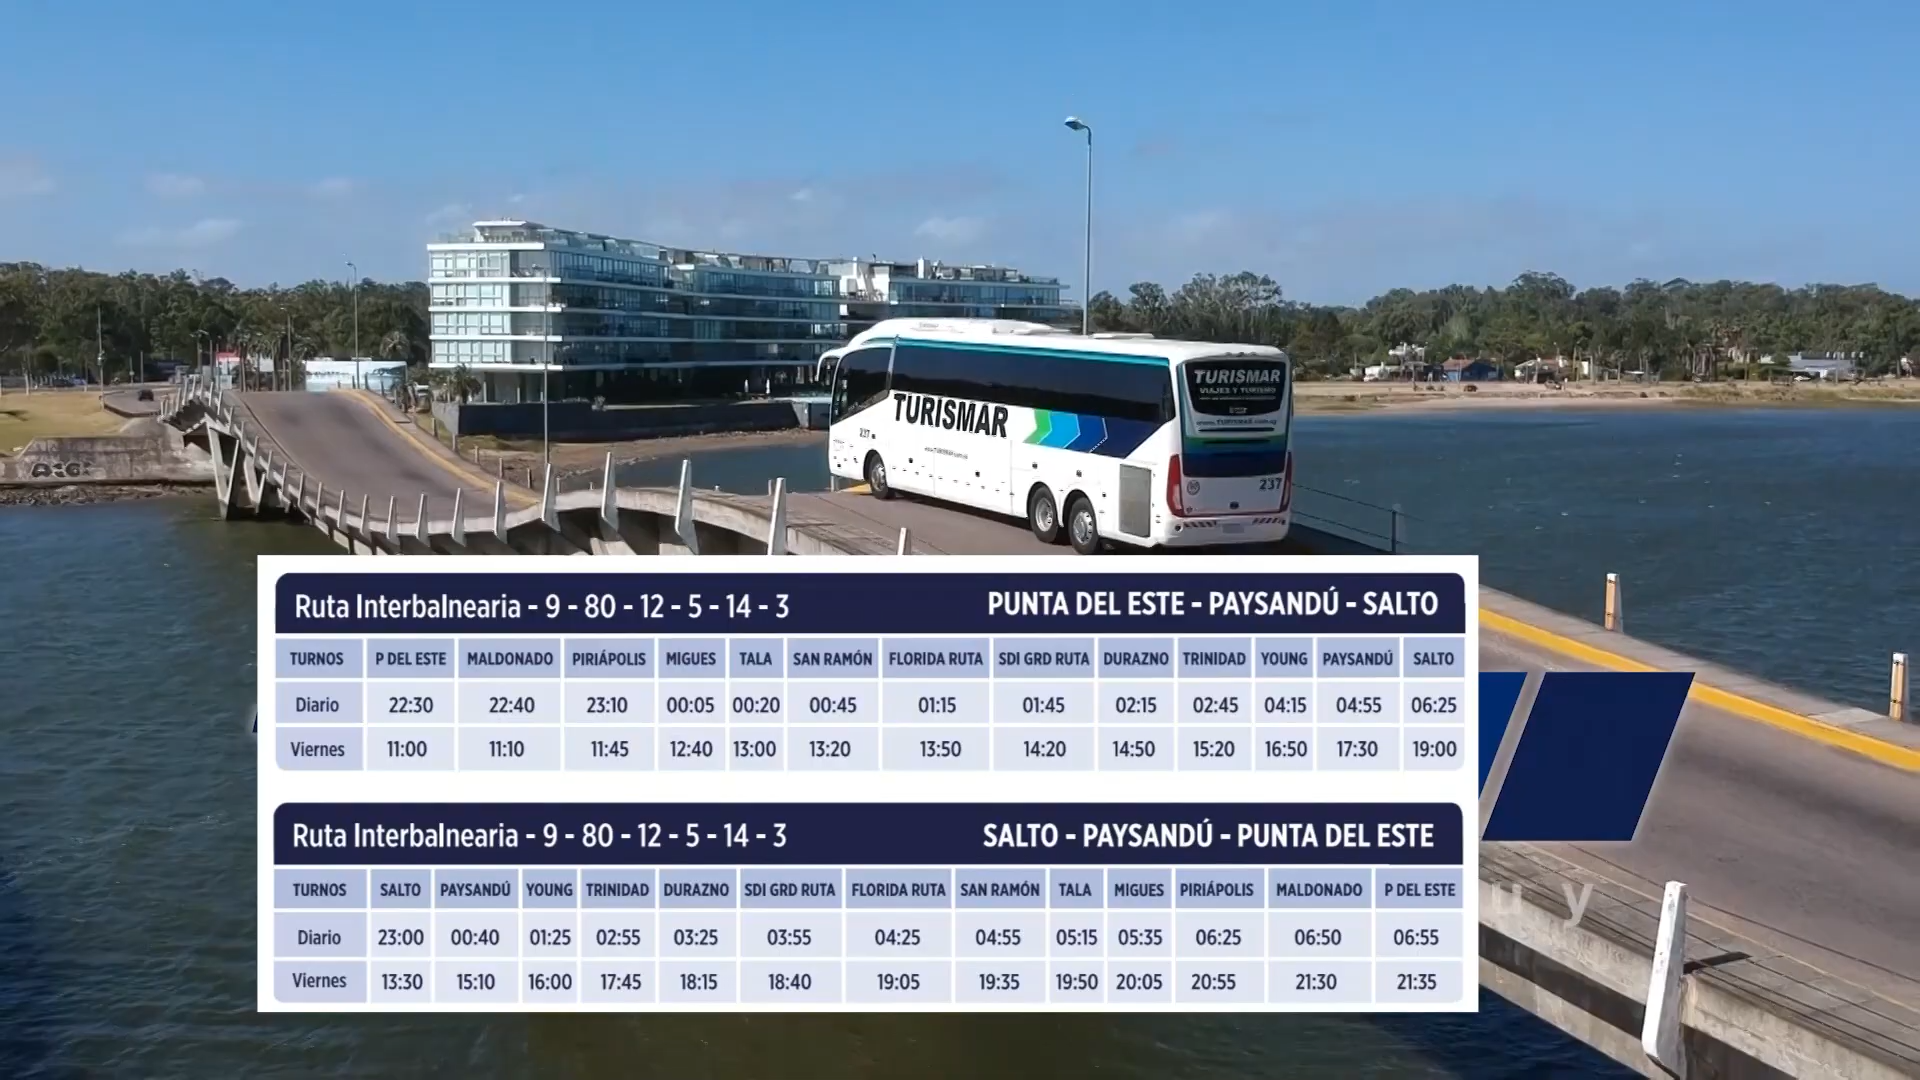 TURISMAR
VIAJES Y TURISMO
www.TURISMAR.com.uy
TURISMAR
237
www.TURISMAR.com.uy
237
Ruta Interbalnearia - 9 - 80 - 12 - 5 - 14 - 3 PUNTA DEL ESTE - PAYSANDÚ - SALTO
TURNOS P DEL ESTE MALDONADO PIRIÁPOLIS MIGUES TALA SAN RAMÓN FLORIDA RUTA SDI GRD RUTA DURAZNO TRINIDAD YOUNG PAYSANDÚ SALTO
Diario 22:30 22:40 23:10 00:05 00:20 00:45 01:15 01:45 02:15 02:45 04:15 04:55 06:25
Viernes 11:00 11:10 11:45 12:40 13:00 13:20 13:50 14:20 14:50 15:20 16:50 17:30 19:00
Ruta Interbalnearia - 9 - 80 - 12 - 5 - 14 - 3 SALTO - PAYSANDÚ - PUNTA DEL ESTE
TURNOS SALTO PAYSANDÚ YOUNG TRINIDAD DURAZNO SDI GRD RUTA FLORIDA RUTA SAN RAMÓN TALA MIGUES PIRIÁPOLIS MALDONADO P DEL ESTE
Diario 23:00 00:40 01:25 02:55 03:25 03:55 04:25 04:55 05:15 05:35 06:25 06:50 06:55
Viernes 13:30 15:10 16:00 17:45 18:15 18:40 19:05 19:35 19:50 20:05 20:55 21:30 21:35
u y